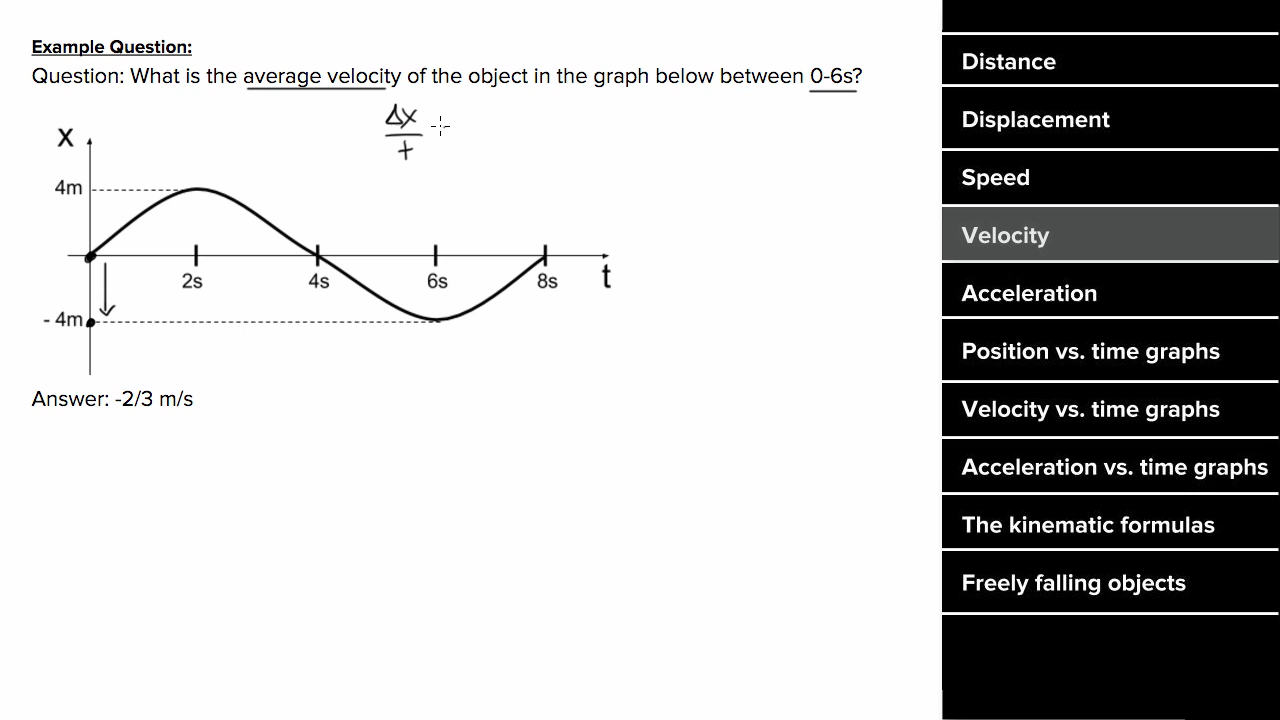 Example Question:
Question: What is the average velocity of the object in the graph below between 0-6s?
Δx
t
x
4m
2s
4s
6s
8s
t
- 4m
Answer: -2/3 m/s
Distance
Displacement
Speed
Velocity
Acceleration
Position vs. time graphs
Velocity vs. time graphs
Acceleration vs. time graphs
The kinematic formulas
Freely falling objects